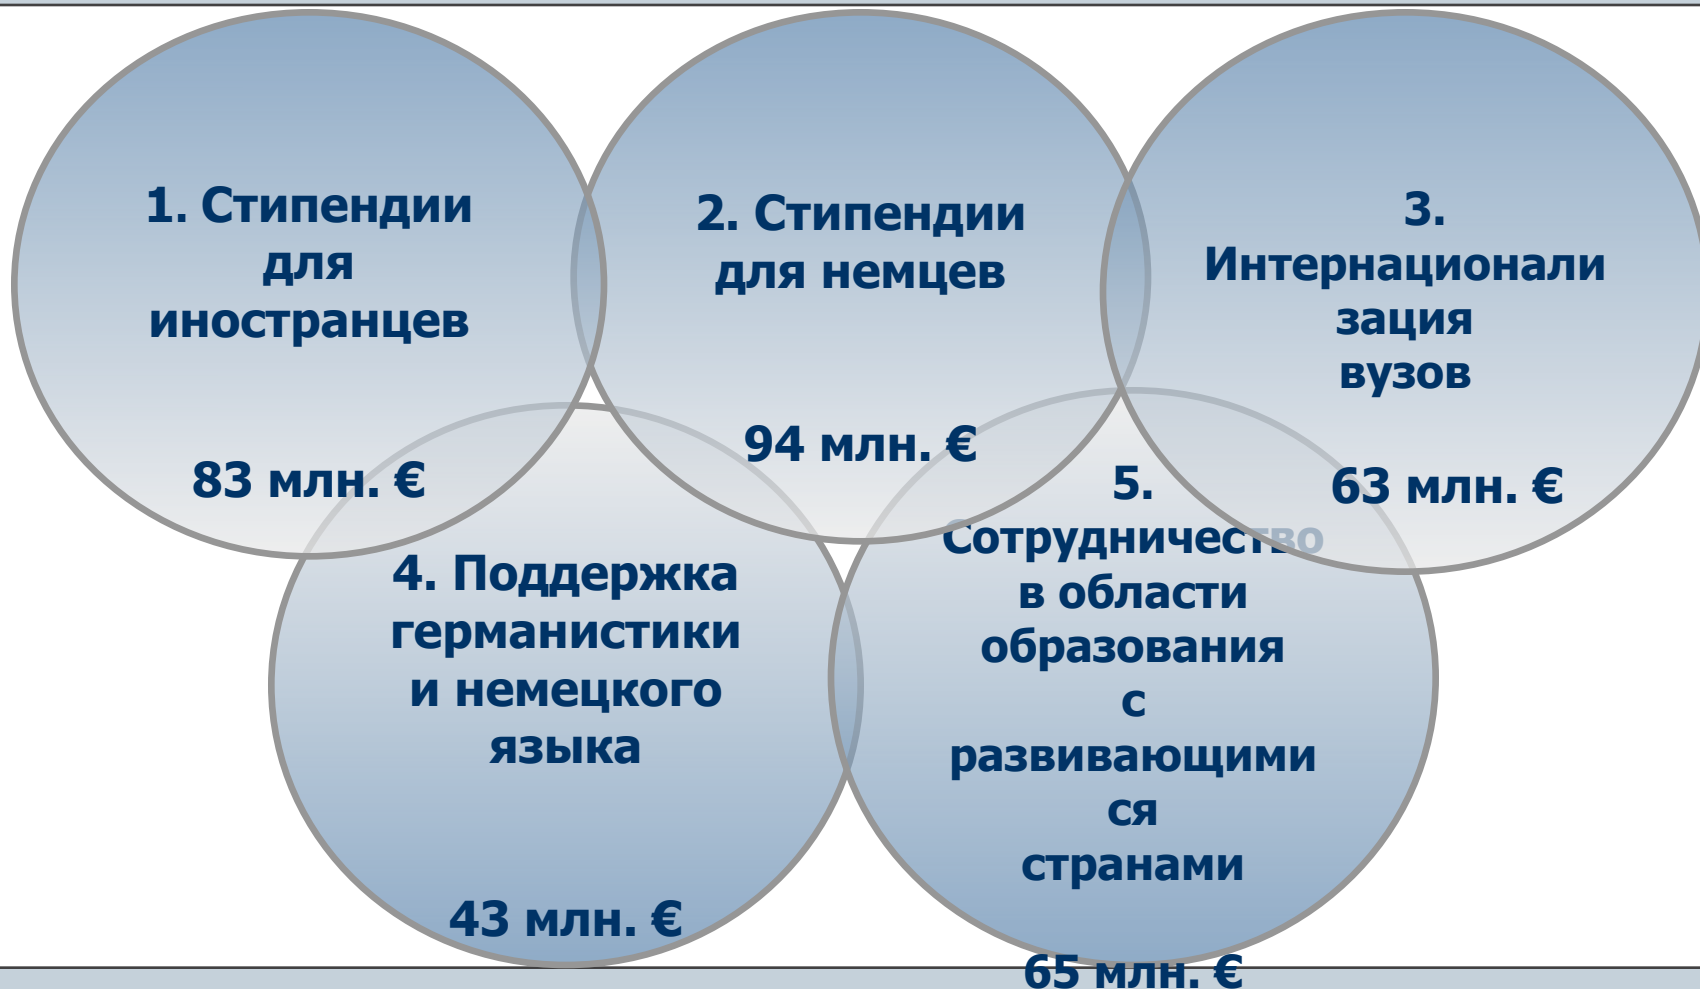 1. Стипендии
для
иностранцев
83 млн. €
2. Стипендии
для немцев
94 млн. €
3.
Интернационали
зация
вузов
63 млн. €
4. Поддержка
германистики
и немецкого
языка
43 млн. €
5.
Сотрудничество
в области
образования
с
развивающими
ся
странами
65 млн. €